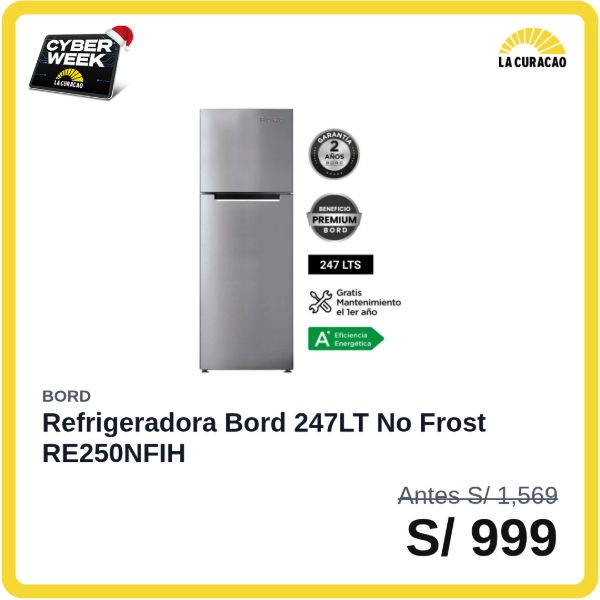 CYBER
WEEK
LA CURACAO
LA CURACAO
GARANTÍA
2
AÑOS
BORD
BENEFICIO
PREMIUM
BORD
247 LTS
Gratis
Mantenimiento
el 1er año
A
Eficiencia
Energética
BORD
Refrigeradora Bord 247LT No Frost
RE250NFIH
Antes S/ 1,569
S/ 999